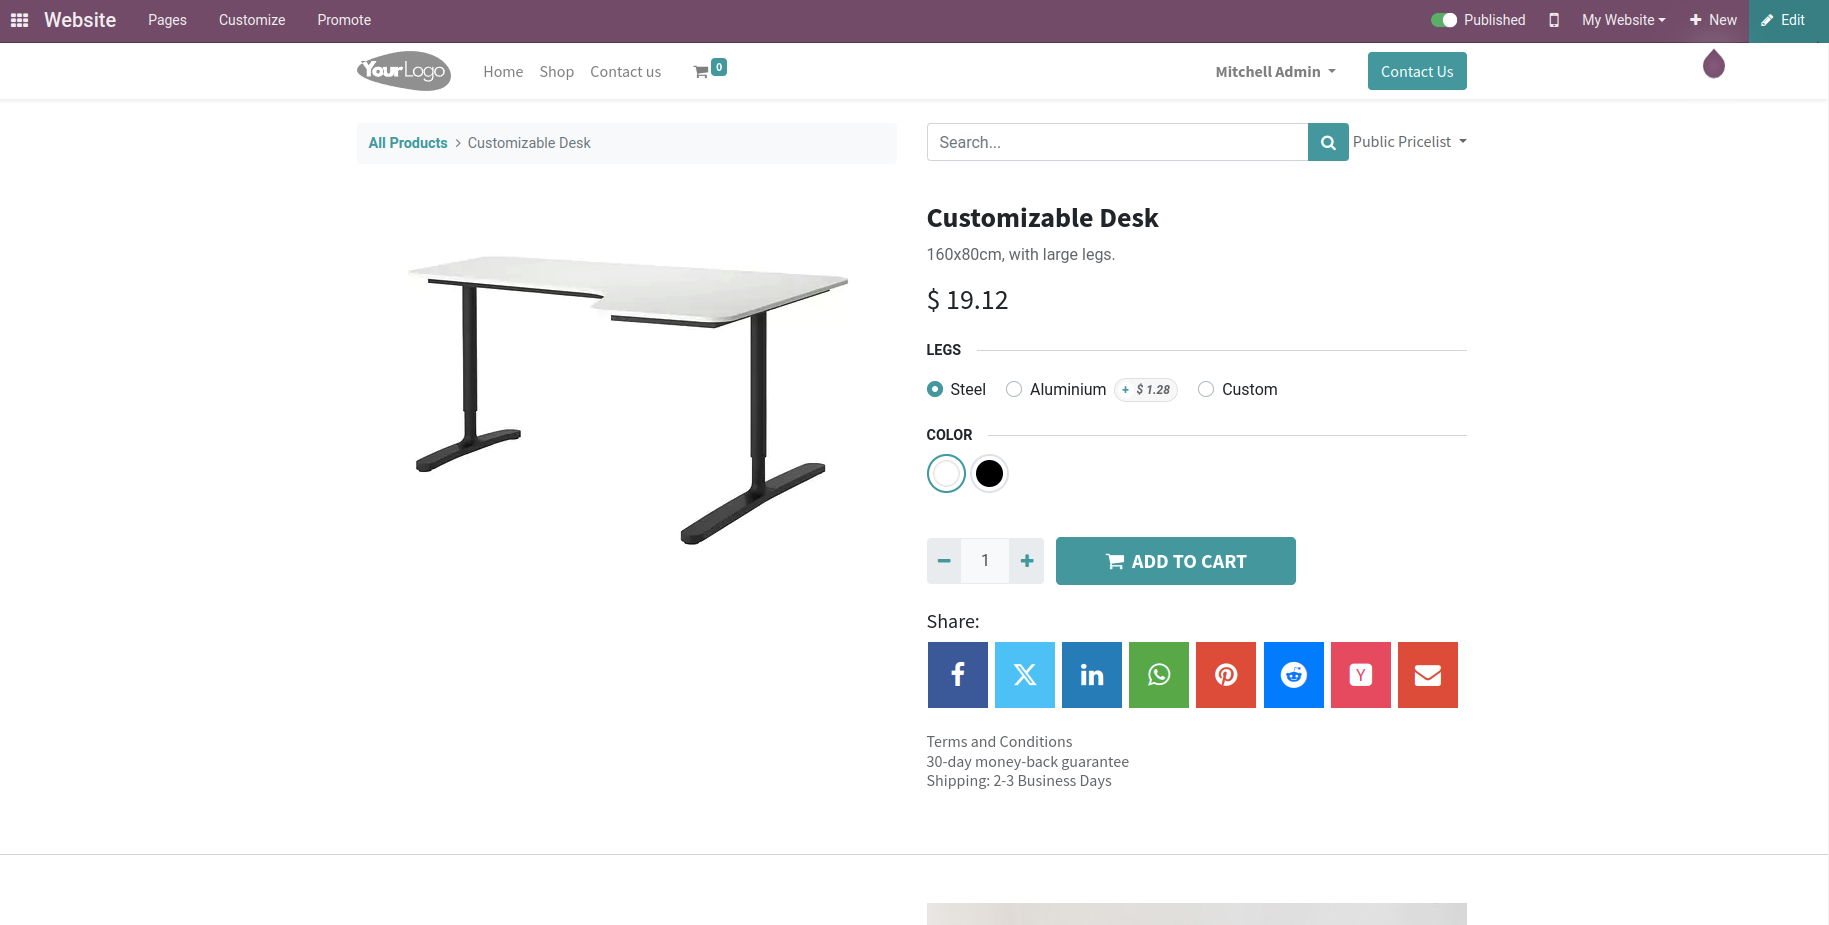 Website Pages Customize Promote Published My Website New Edit
YourLogo Home Shop Contact us 0 Mitchell Admin Contact Us
All Products > Customizable Desk Search... Public Pricelist
Customizable Desk
160x80cm, with large legs.
$ 19.12
LEGS
Steel Aluminium + $ 1.28 Custom
COLOR
− 1 + ADD TO CART
Share:
Terms and Conditions
30-day money-back guarantee
Shipping: 2-3 Business Days